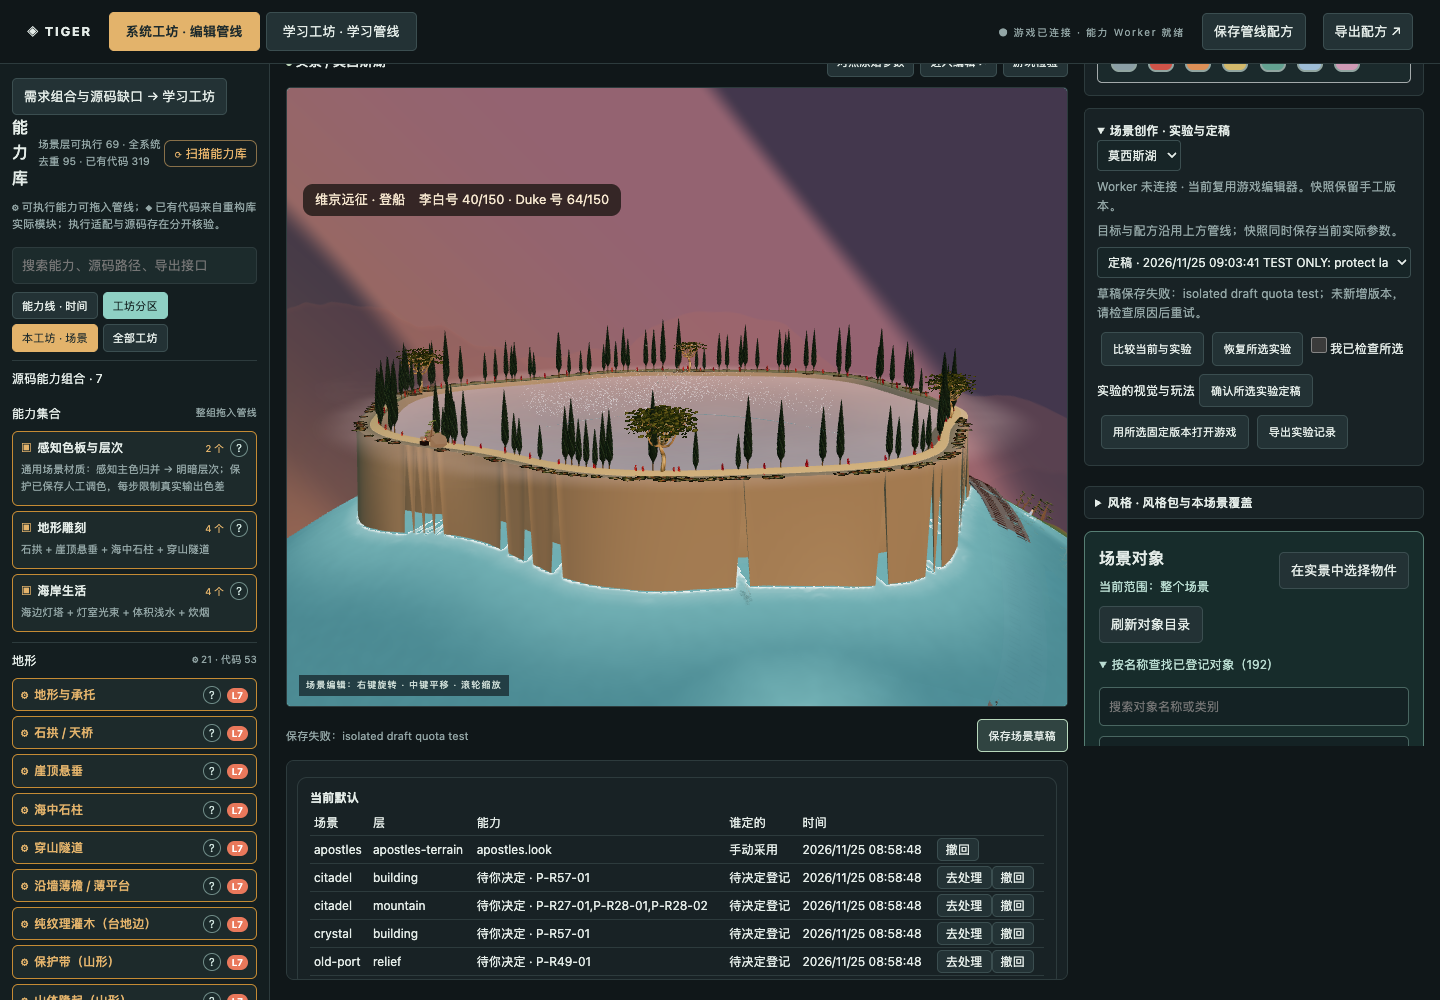 ◈ TIGER
系统工坊 · 编辑管线
学习工坊 · 学习管线
游戏已连接 · 能力 Worker 就绪
保存管线配方
导出配方 ↗
需求组合与源码缺口 → 学习工坊
能力库
场景层可执行 69 · 全系统去重 95 · 已有代码 319
⟳ 扫描能力库
⚙ 可执行能力可拖入管线；◆ 已有代码来自重构库
实际模块；执行适配与源码存在分开核验。
搜索能力、源码路径、导出接口
能力线 · 时间
工坊分区
本工坊 · 场景
全部工坊
源码能力组合 · 7
能力集合
整组拖入管线
▣ 感知色板与层次 2 个 ?
通用场景材质：感知主色归并 → 明暗层次；保
护已保存人工调色，每步限制真实输出色差
▣ 地形雕刻 4 个 ?
石拱 + 崖顶悬垂 + 海中石柱 + 穿山隧道
▣ 海岸生活 4 个 ?
海边灯塔 + 灯室光束 + 体积浅水 + 炊烟
地形
⚙ 21 · 代码 53
⚙ 地形与承托 ? L7
⚙ 石拱 / 天桥 ? L7
⚙ 崖顶悬垂 ? L7
⚙ 海中石柱 ? L7
⚙ 穿山隧道 ? L7
⚙ 沿墙薄檐 / 薄平台 ? L7
⚙ 纯纹理灌木（台地边） ? L7
⚙ 保护带（山形） ? L7
维京远征 · 登船 李白号 40/150 · Duke 号 64/150
场景编辑：右键旋转 · 中键平移 · 滚轮缩放
保存失败：isolated draft quota test
保存场景草稿
当前默认
场景 层 能力 谁定的 时间
apostles apostles-terrain apostles.look 手动采用 2026/11/25 08:58:48 撤回
citadel building 待你决定 · P-R57-01 待决定登记 2026/11/25 08:58:48 去处理 撤回
citadel mountain 待你决定 · P-R27-01,P-R28-01,P-R28-02 待决定登记 2026/11/25 08:58:48 去处理 撤回
crystal building 待你决定 · P-R57-01 待决定登记 2026/11/25 08:58:48 去处理 撤回
old-port relief 待你决定 · P-R49-01 待决定登记 2026/11/25 08:58:48 去处理 撤回
▼ 场景创作 · 实验与定稿
莫西斯湖
Worker 未连接 · 当前复用游戏编辑器。快照保留手工版
本。
目标与配方沿用上方管线；快照同时保存当前实际参数。
定稿 · 2026/11/25 09:03:41 TEST ONLY: protect la
草稿保存失败：isolated draft quota test；未新增版本，
请检查原因后重试。
比较当前与实验
恢复所选实验
我已检查所选
实验的视觉与玩法
确认所选实验定稿
用所选固定版本打开游戏
导出实验记录
▶ 风格 · 风格包与本场景覆盖
场景对象
当前范围：整个场景
在实景中选择物件
刷新对象目录
▼ 按名称查找已登记对象（192）
搜索对象名称或类别